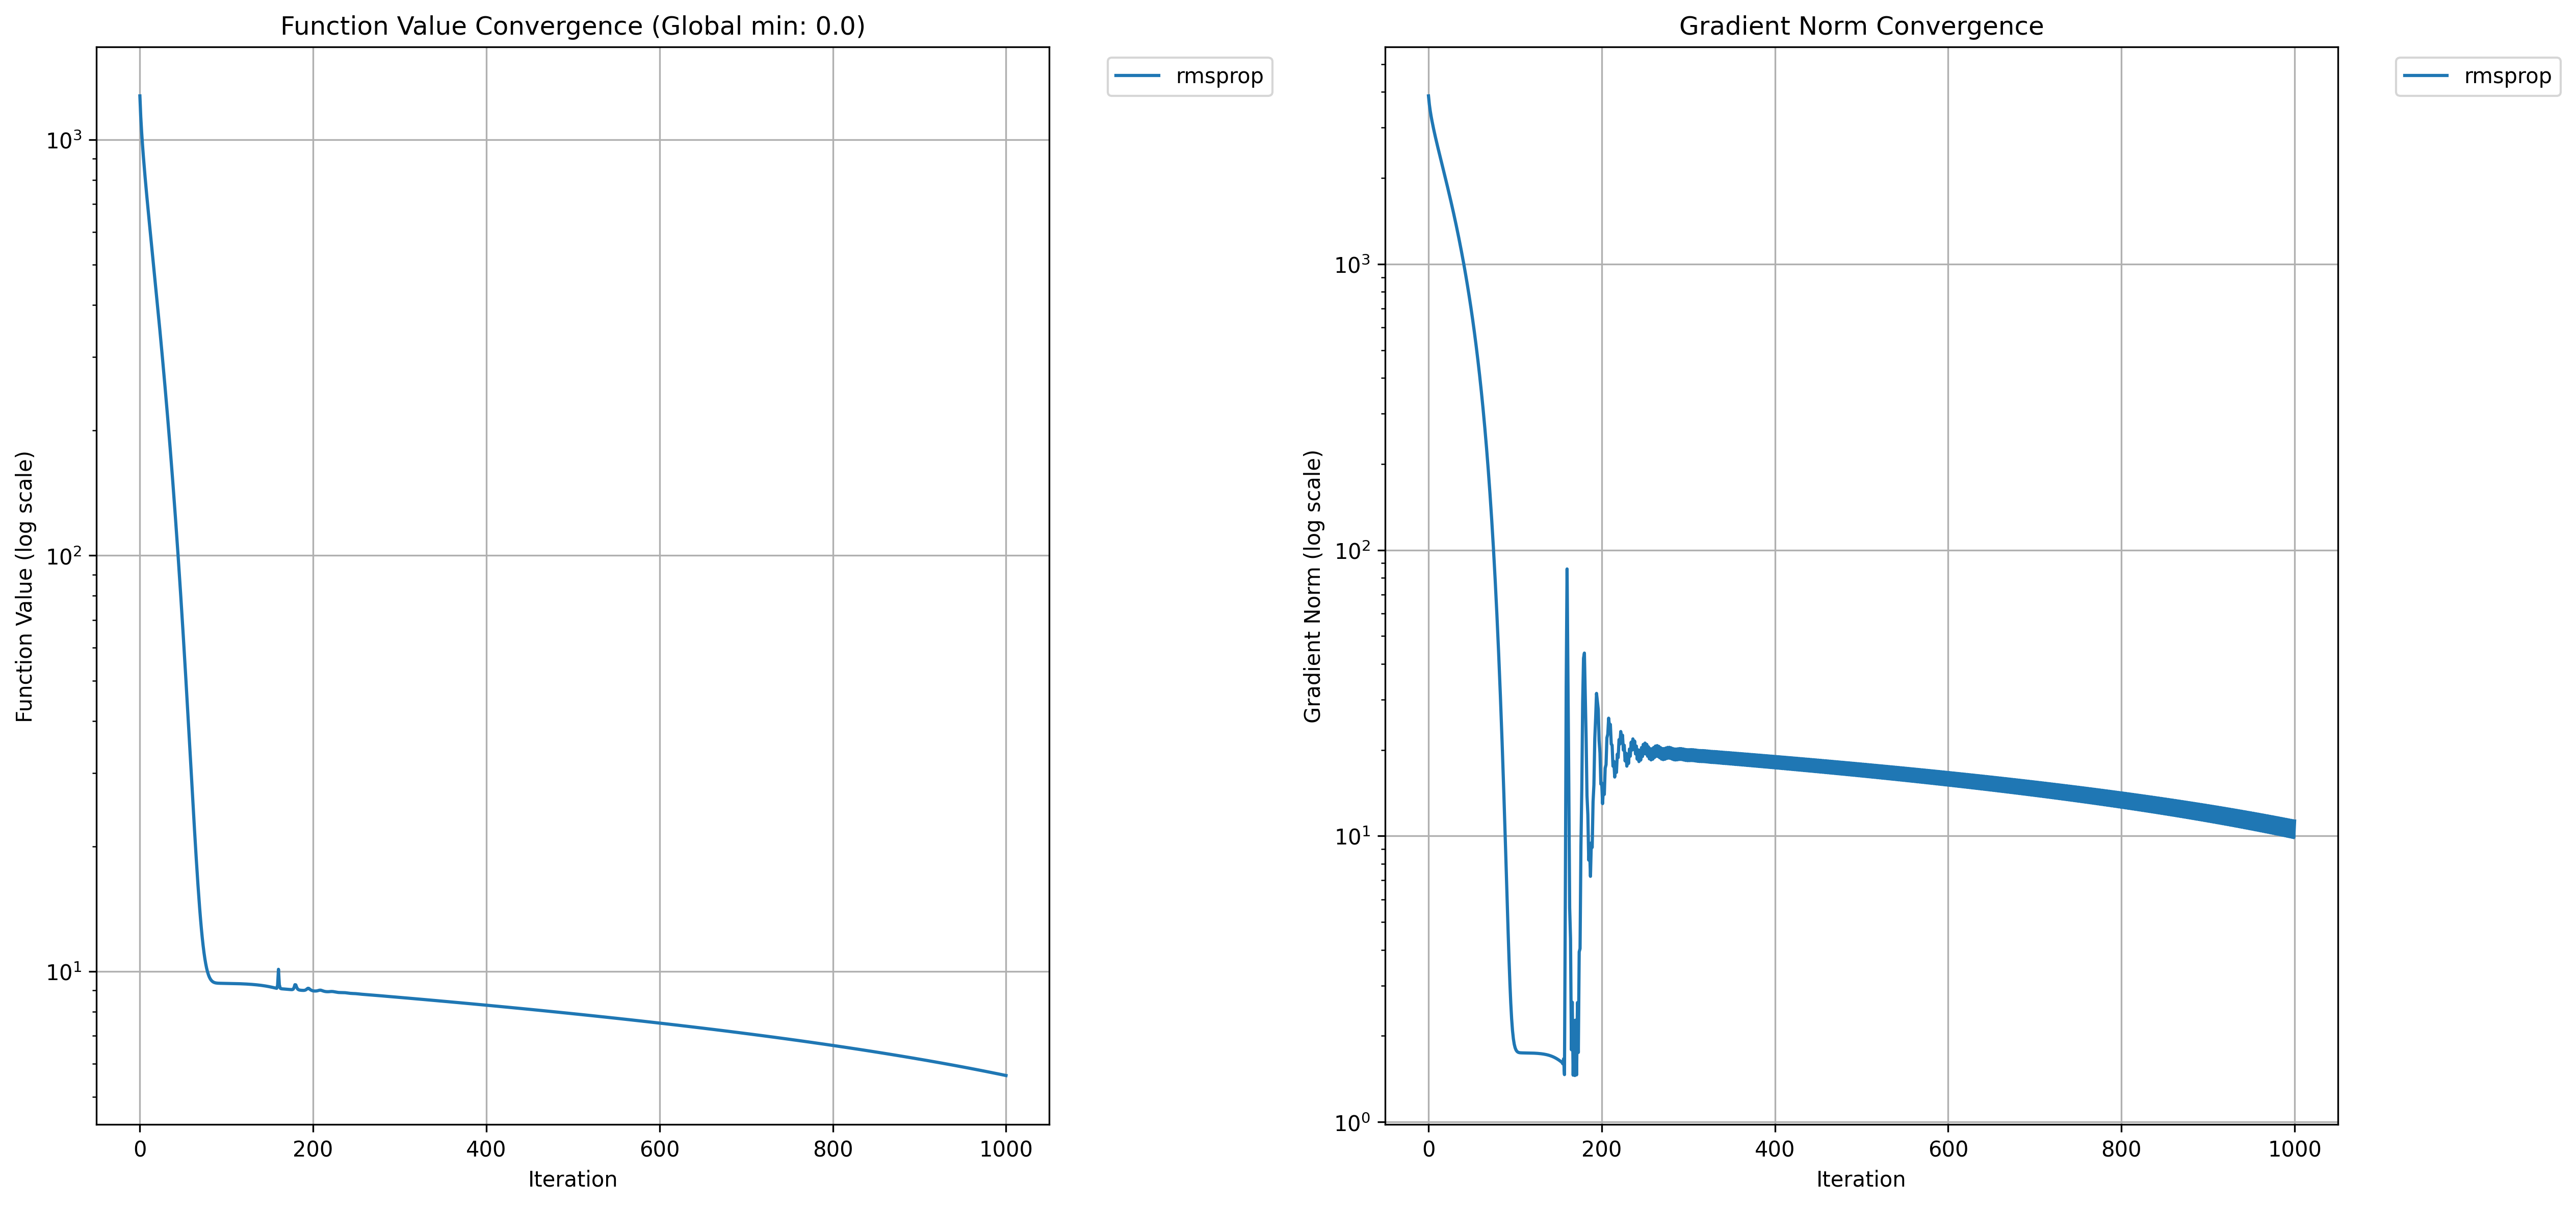 Function Value Convergence (Global min: 0.0)
Function Value (log scale)
10³
10²
10¹
0 200 400 600 800 1000
Iteration
rmsprop
Gradient Norm Convergence
Gradient Norm (log scale)
10³
10²
10¹
10⁰
0 200 400 600 800 1000
Iteration
rmsprop